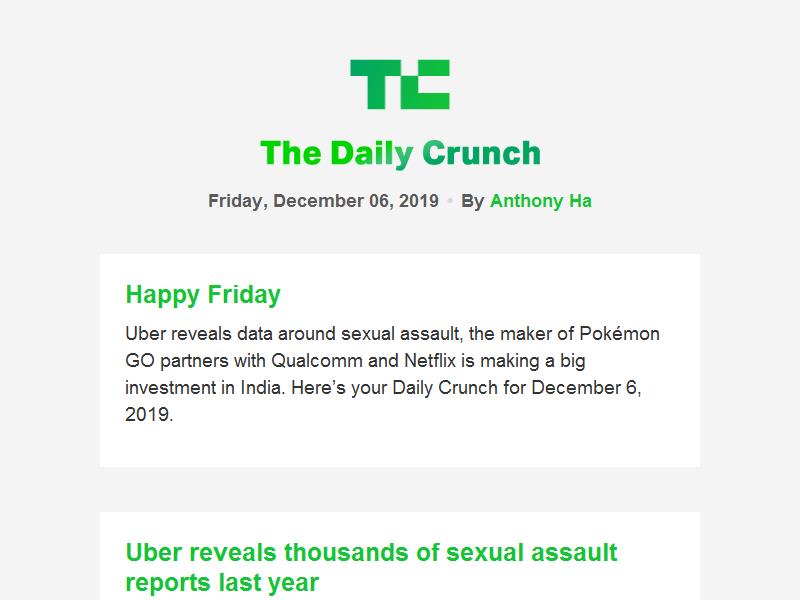 TC
The Daily Crunch
Friday, December 06, 2019 • By Anthony Ha
Happy Friday
Uber reveals data around sexual assault, the maker of Pokémon
GO partners with Qualcomm and Netflix is making a big
investment in India. Here’s your Daily Crunch for December 6,
2019.
Uber reveals thousands of sexual assault
reports last year